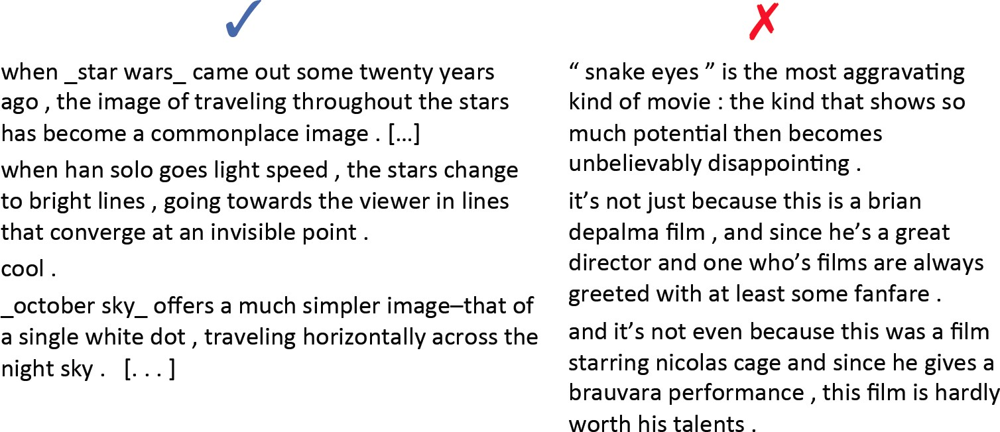 ✓
when _star wars_ came out some twenty years
ago , the image of traveling throughout the stars
has become a commonplace image . […]
when han solo goes light speed , the stars change
to bright lines , going towards the viewer in lines
that converge at an invisible point .
cool .
_october sky_ offers a much simpler image–that of
a single white dot , traveling horizontally across the
night sky .   [. . . ]
✗
“ snake eyes ” is the most aggravating
kind of movie : the kind that shows so
much potential then becomes
unbelievably disappointing .
it’s not just because this is a brian
depalma film , and since he’s a great
director and one who’s films are always
greeted with at least some fanfare .
and it’s not even because this was a film
starring nicolas cage and since he gives a
brauvara performance , this film is hardly
worth his talents .